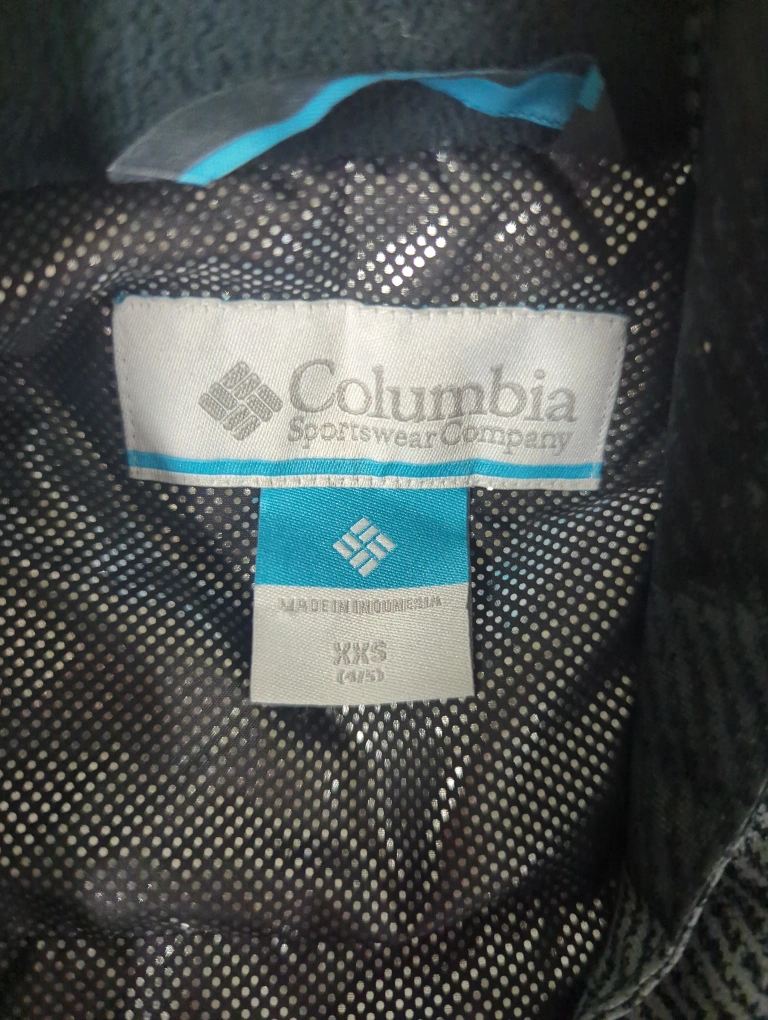 Columbia
Sportswear Company
MADE IN INDONESIA
XXS
(4/5)